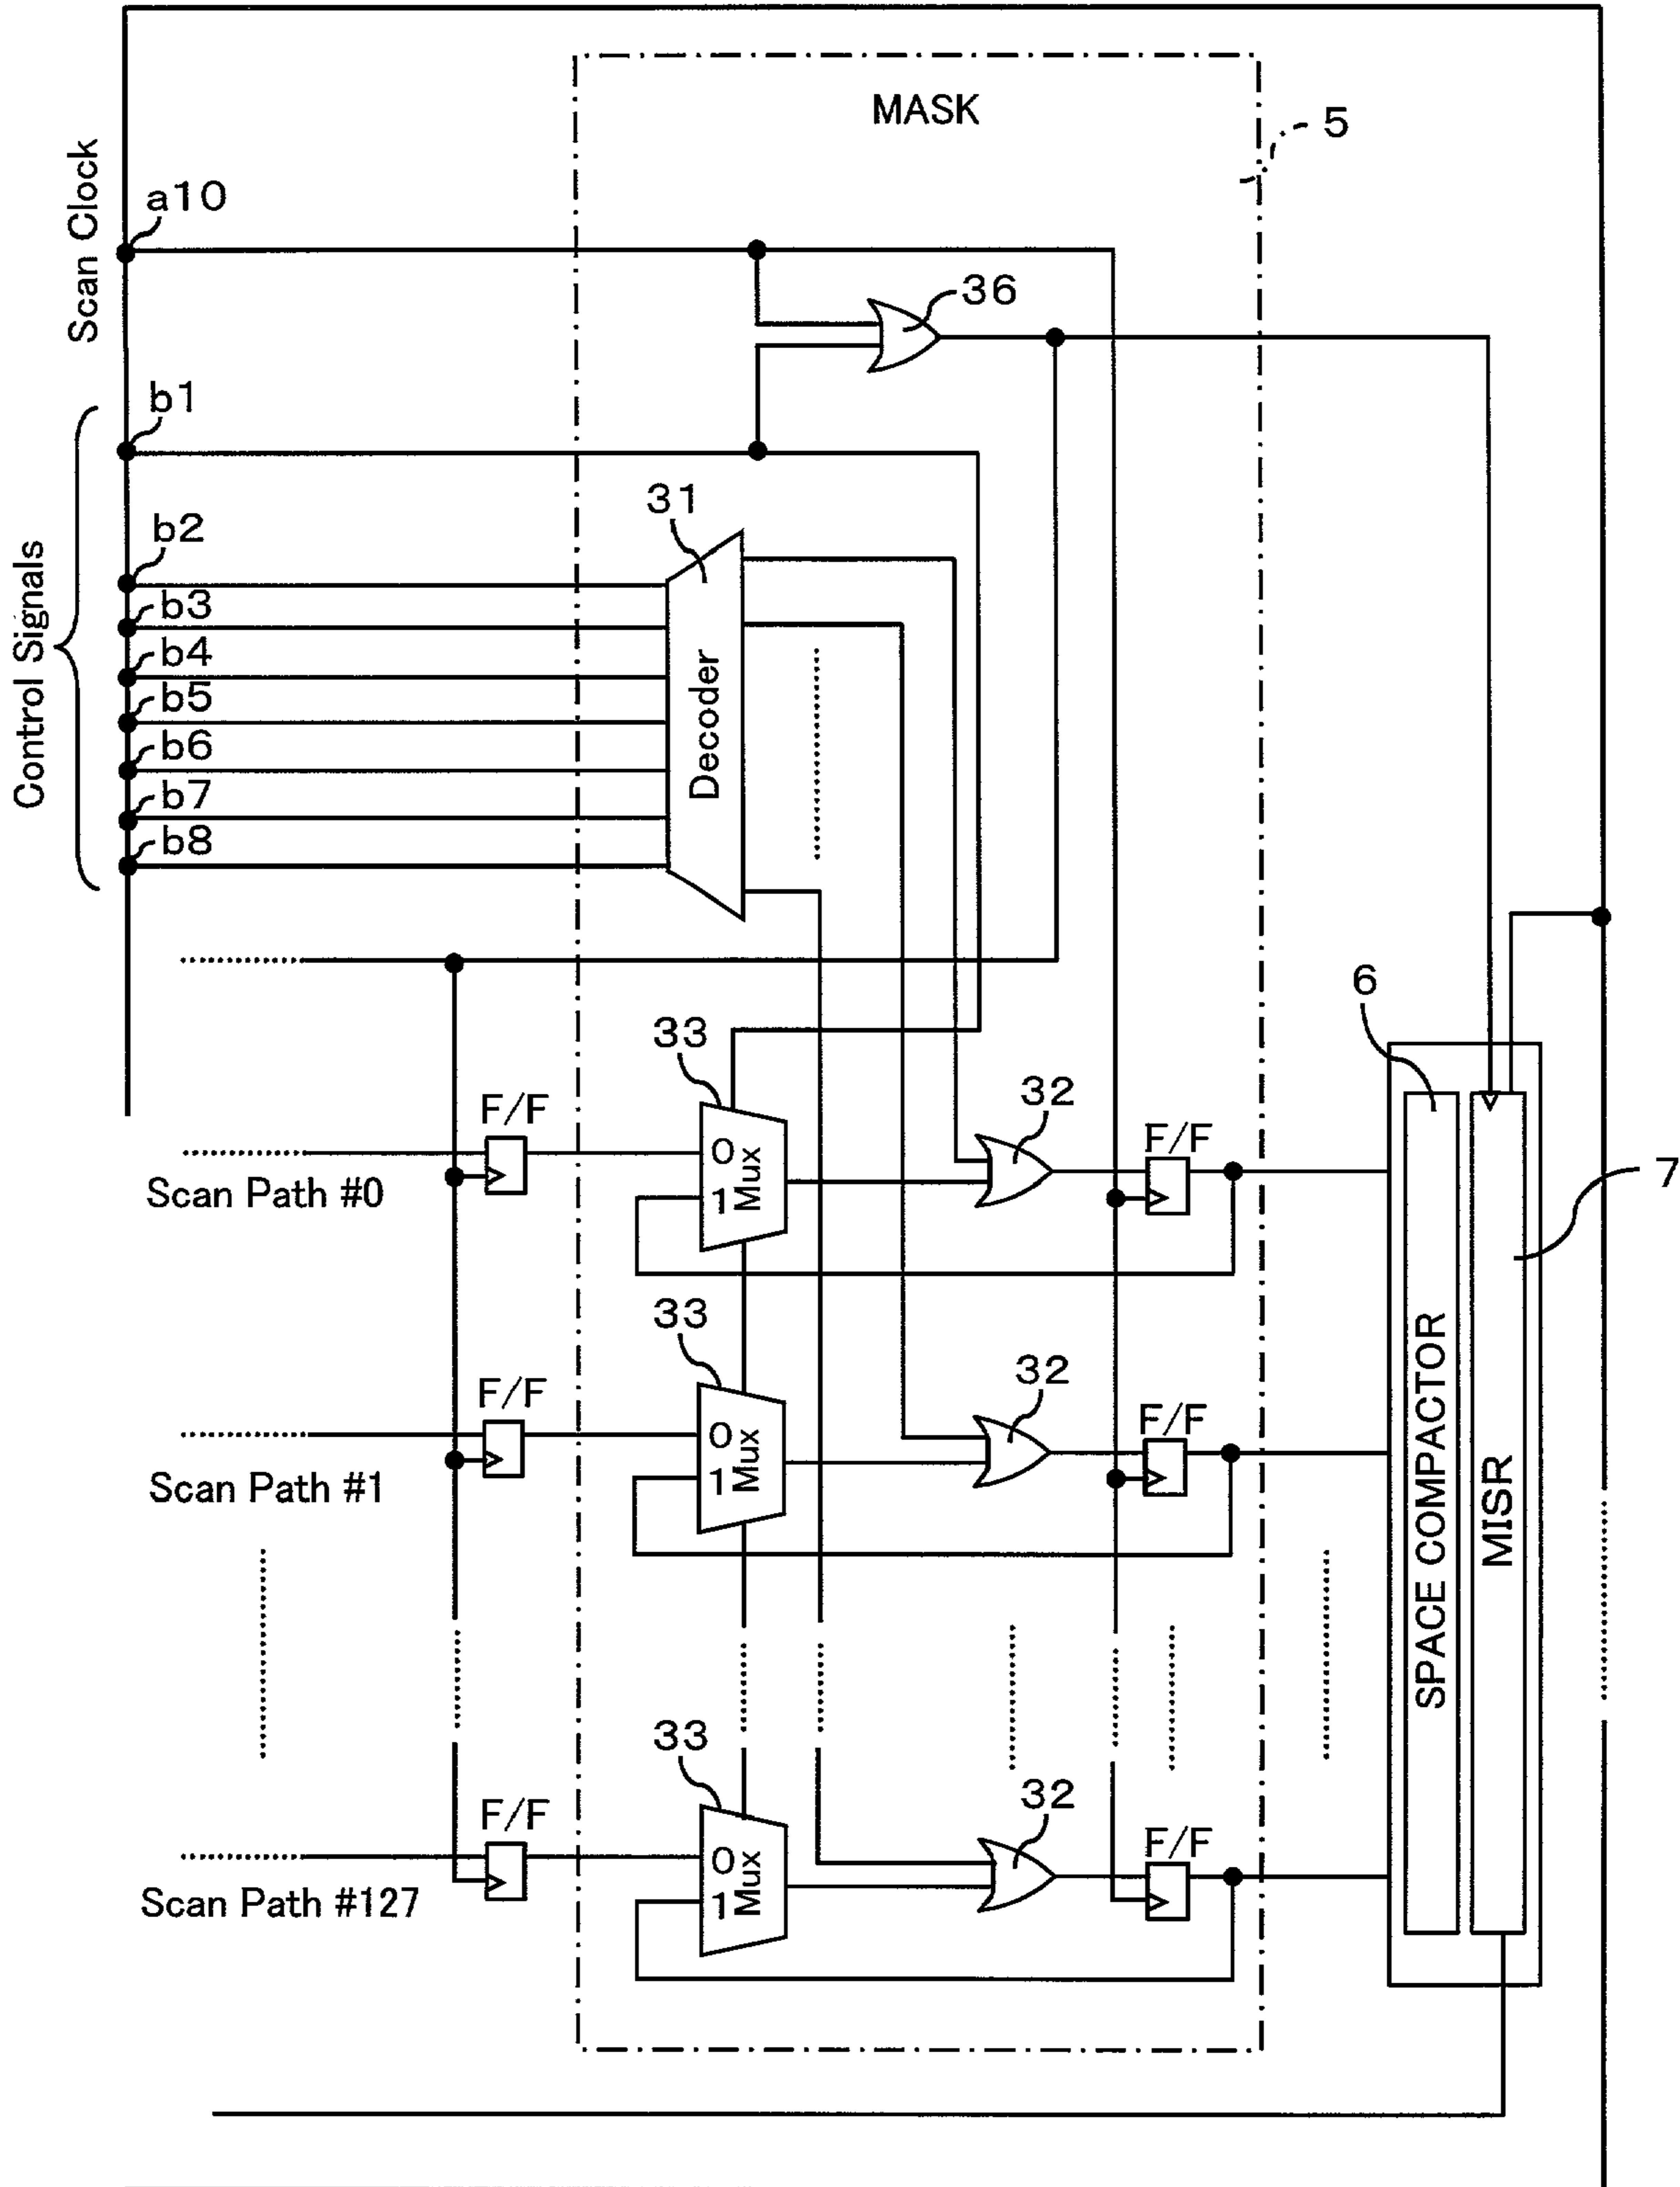 MASK
5
Scan Clock
a10
36
b1
Control Signals
31
b2
b3
b4
b5
b6
b7
b8
Decoder
6
33
F/F
0
1
Mux
32
F/F
Scan Path #0
7
33
F/F
0
1
Mux
32
F/F
Scan Path #1
SPACE COMPACTOR
MISR
33
F/F
0
1
Mux
32
F/F
Scan Path #127